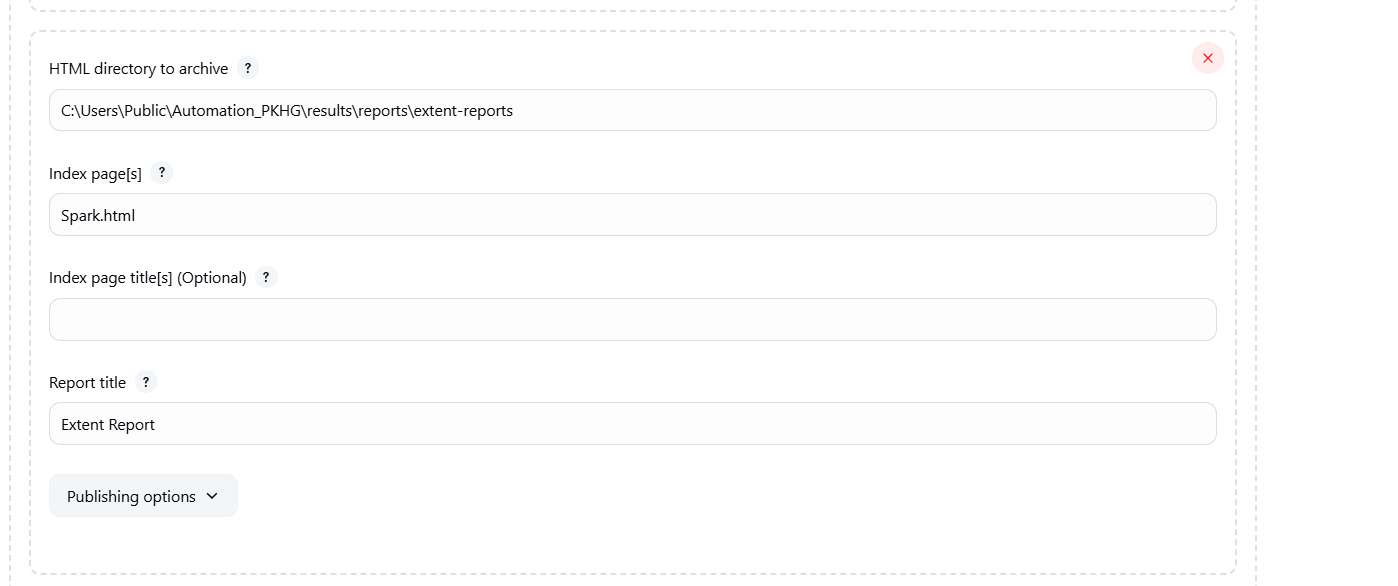 HTML directory to archive ?
C:\Users\Public\Automation_PKHG\results\reports\extent-reports
Index page[s] ?
Spark.html
Index page title[s] (Optional) ?
Report title ?
Extent Report
Publishing options